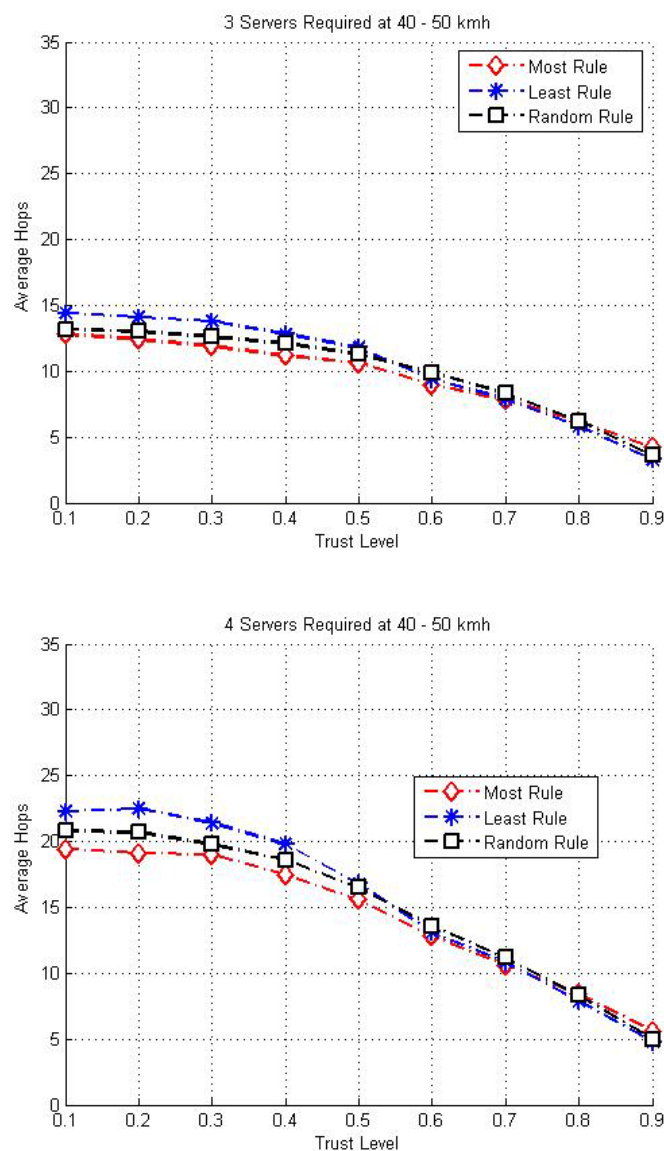 3 Servers Required at 40 - 50 kmh
35
30
25
20
15
10
5
0
Average Hops
Most Rule
Least Rule
Random Rule
0.1 0.2 0.3 0.4 0.5 0.6 0.7 0.8 0.9
Trust Level
4 Servers Required at 40 - 50 kmh
35
30
25
20
15
10
5
0
Average Hops
Most Rule
Least Rule
Random Rule
0.1 0.2 0.3 0.4 0.5 0.6 0.7 0.8 0.9
Trust Level